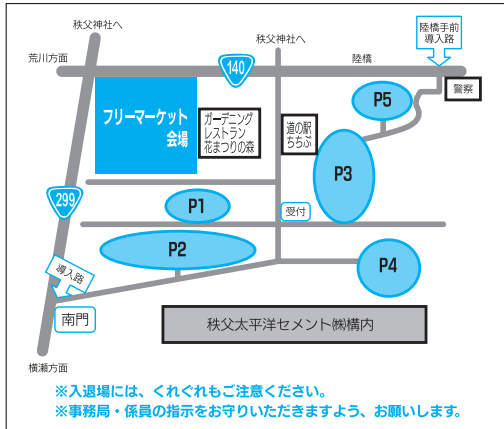 秩父神社へ
秩父神社へ
陸橋手前
導入路
荒川方面
140
陸橋
警察
フリーマーケット
会場
ガーデニング
レストラン
花まつりの森
道の駅
ちちぶ
P5
P3
299
P1
受付
P2
P4
導入路
南門
秩父太平洋セメント㈱構内
横瀬方面
※入退場には、くれぐれもご注意ください。
※事務局・係員の指示をお守りいただきますよう、お願いします。